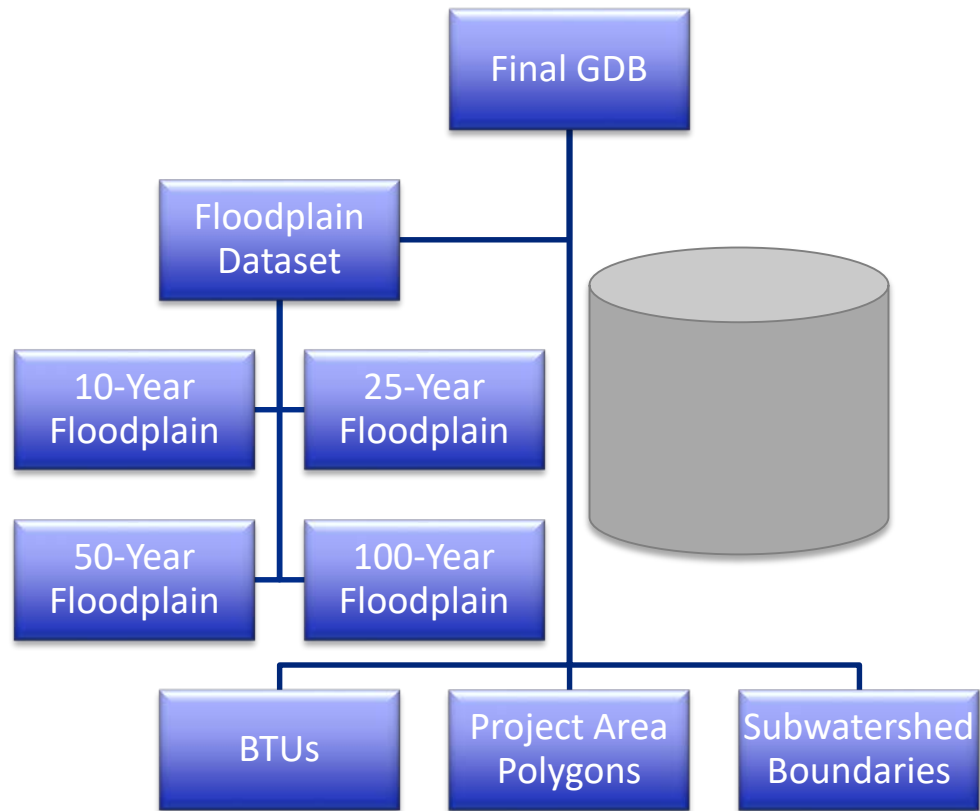 Final GDB
Floodplain
Dataset
10-Year
Floodplain
25-Year
Floodplain
50-Year
Floodplain
100-Year
Floodplain
BTUs
Project Area
Polygons
Subwatershed
Boundaries